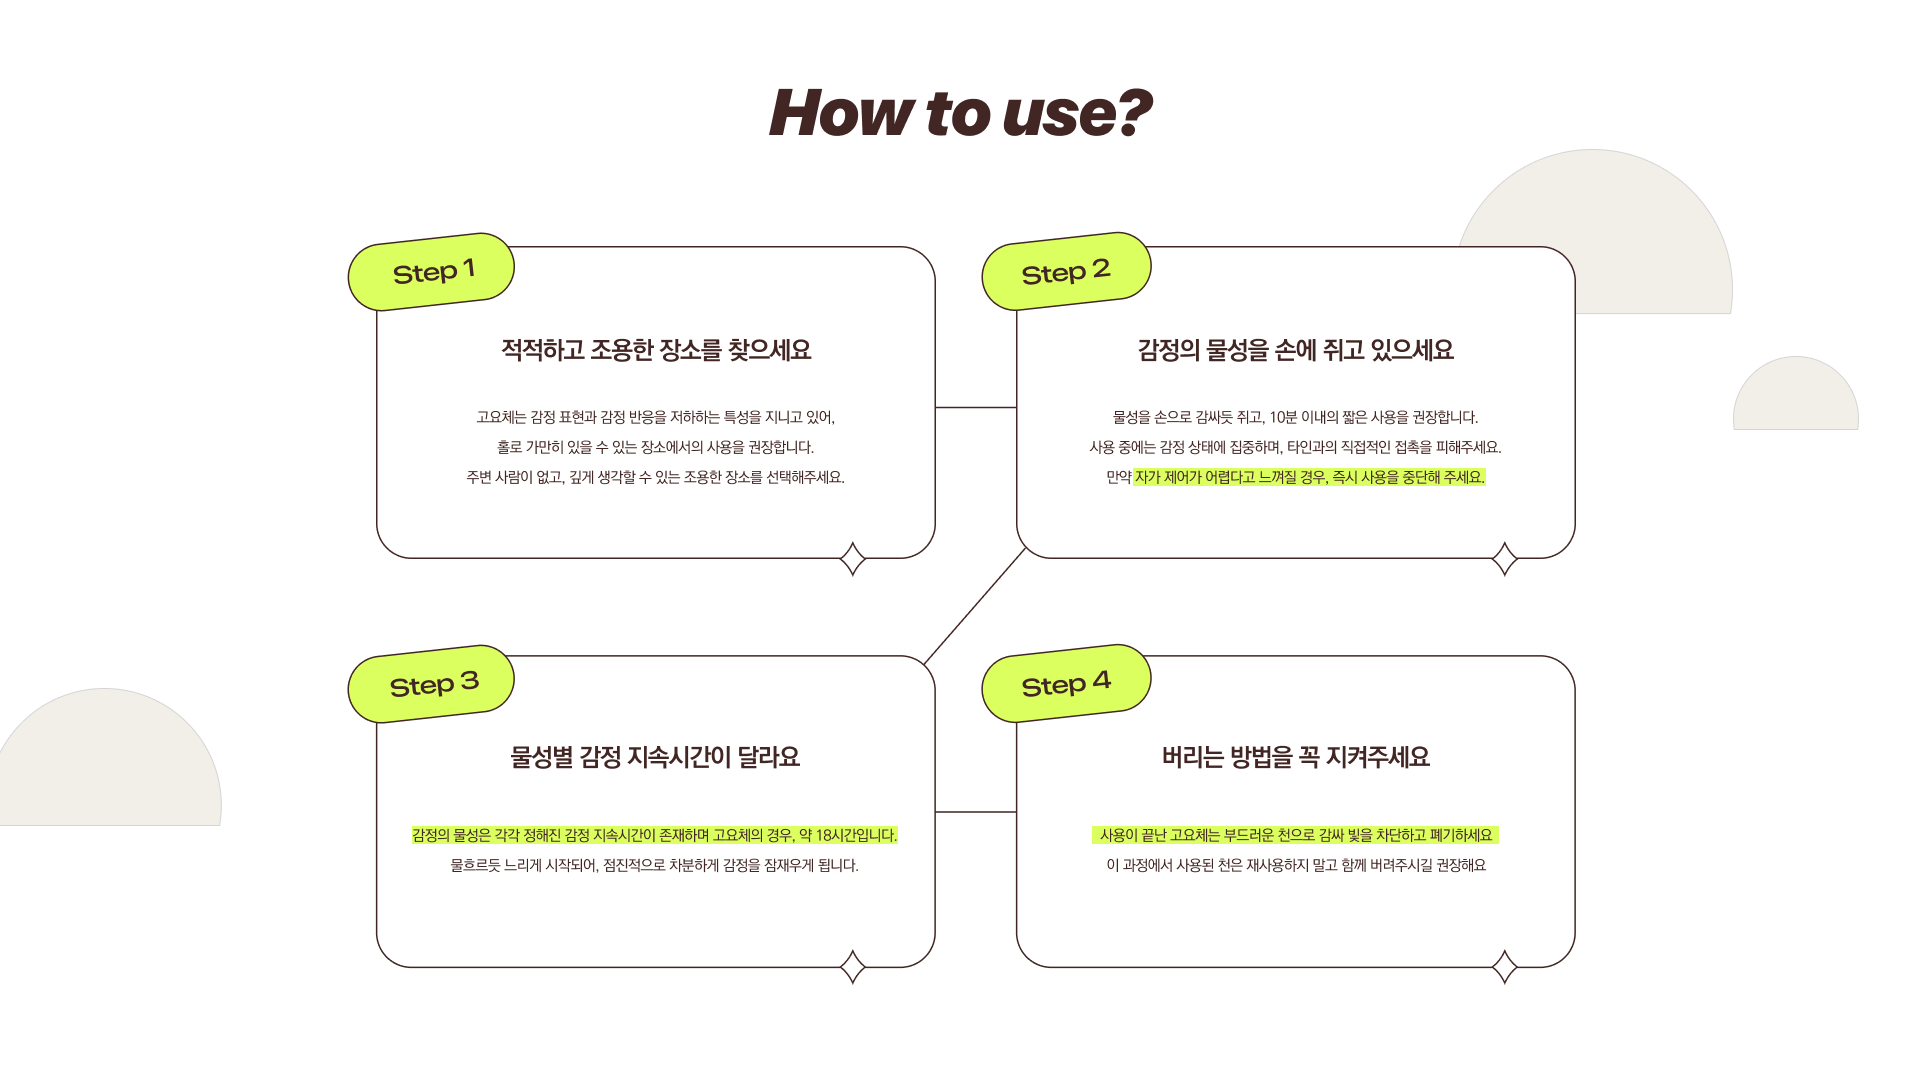 How to use?
Step 1
적적하고 조용한 장소를 찾으세요
고요체는 감정 표현과 감정 반응을 저하하는 특성을 지니고 있어,
홀로 가만히 있을 수 있는 장소에서의 사용을 권장합니다.
주변 사람이 없고, 깊게 생각할 수 있는 조용한 장소를 선택해주세요.
Step 2
감정의 물성을 손에 쥐고 있으세요
물성을 손으로 감싸듯 쥐고, 10분 이내의 짧은 사용을 권장합니다.
사용 중에는 감정 상태에 집중하며, 타인과의 직접적인 접촉을 피해주세요.
만약 자가 제어가 어렵다고 느껴질 경우, 즉시 사용을 중단해 주세요.
Step 3
물성별 감정 지속시간이 달라요
감정의 물성은 각각 정해진 감정 지속시간이 존재하며 고요체의 경우, 약 18시간입니다.
물흐르듯 느리게 시작되어, 점진적으로 차분하게 감정을 잠재우게 됩니다.
Step 4
버리는 방법을 꼭 지켜주세요
사용이 끝난 고요체는 부드러운 천으로 감싸 빛을 차단하고 폐기하세요
이 과정에서 사용된 천은 재사용하지 말고 함께 버려주시길 권장해요